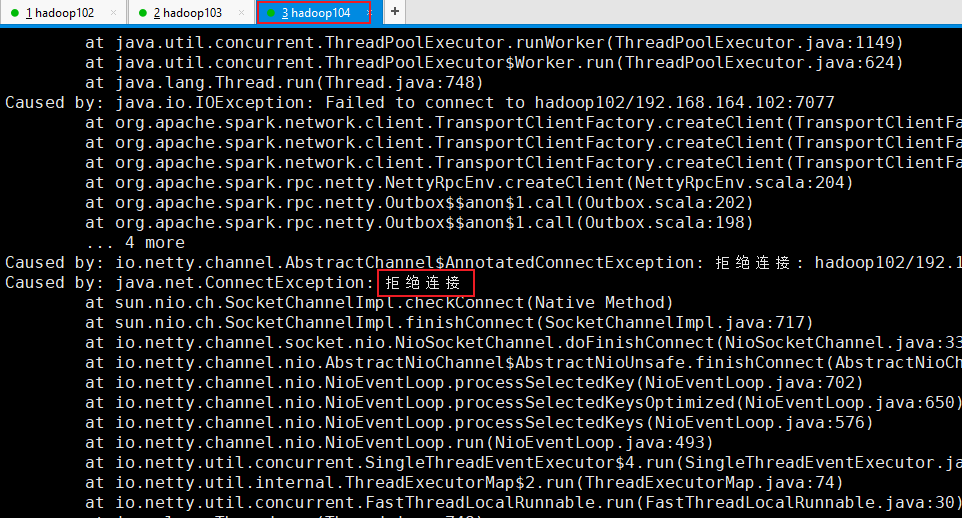 1 hadoop102 × 2 hadoop103 × 3 hadoop104 × +
at java.util.concurrent.ThreadPoolExecutor.runWorker(ThreadPoolExecutor.java:1149)
at java.util.concurrent.ThreadPoolExecutor$Worker.run(ThreadPoolExecutor.java:624)
at java.lang.Thread.run(Thread.java:748)
Caused by: java.io.IOException: Failed to connect to hadoop102/192.168.164.102:7077
at org.apache.spark.network.client.TransportClientFactory.createClient(TransportClientFa
at org.apache.spark.network.client.TransportClientFactory.createClient(TransportClientFa
at org.apache.spark.network.client.TransportClientFactory.createClient(TransportClientFa
at org.apache.spark.rpc.netty.NettyRpcEnv.createClient(NettyRpcEnv.scala:204)
at org.apache.spark.rpc.netty.Outbox$$anon$1.call(Outbox.scala:202)
at org.apache.spark.rpc.netty.Outbox$$anon$1.call(Outbox.scala:198)
... 4 more
Caused by: io.netty.channel.AbstractChannel$AnnotatedConnectException: 拒绝连接: hadoop102/192.1
Caused by: java.net.ConnectException: 拒绝连接
at sun.nio.ch.SocketChannelImpl.checkConnect(Native Method)
at sun.nio.ch.SocketChannelImpl.finishConnect(SocketChannelImpl.java:717)
at io.netty.channel.socket.nio.NioSocketChannel.doFinishConnect(NioSocketChannel.java:33
at io.netty.channel.nio.AbstractNioChannel$AbstractNioUnsafe.finishConnect(AbstractNioCh
at io.netty.channel.nio.NioEventLoop.processSelectedKey(NioEventLoop.java:702)
at io.netty.channel.nio.NioEventLoop.processSelectedKeysOptimized(NioEventLoop.java:650)
at io.netty.channel.nio.NioEventLoop.processSelectedKeys(NioEventLoop.java:576)
at io.netty.channel.nio.NioEventLoop.run(NioEventLoop.java:493)
at io.netty.util.concurrent.SingleThreadEventExecutor$4.run(SingleThreadEventExecutor.ja
at io.netty.util.internal.ThreadExecutorMap$2.run(ThreadExecutorMap.java:74)
at io.netty.util.concurrent.FastThreadLocalRunnable.run(FastThreadLocalRunnable.java:30)